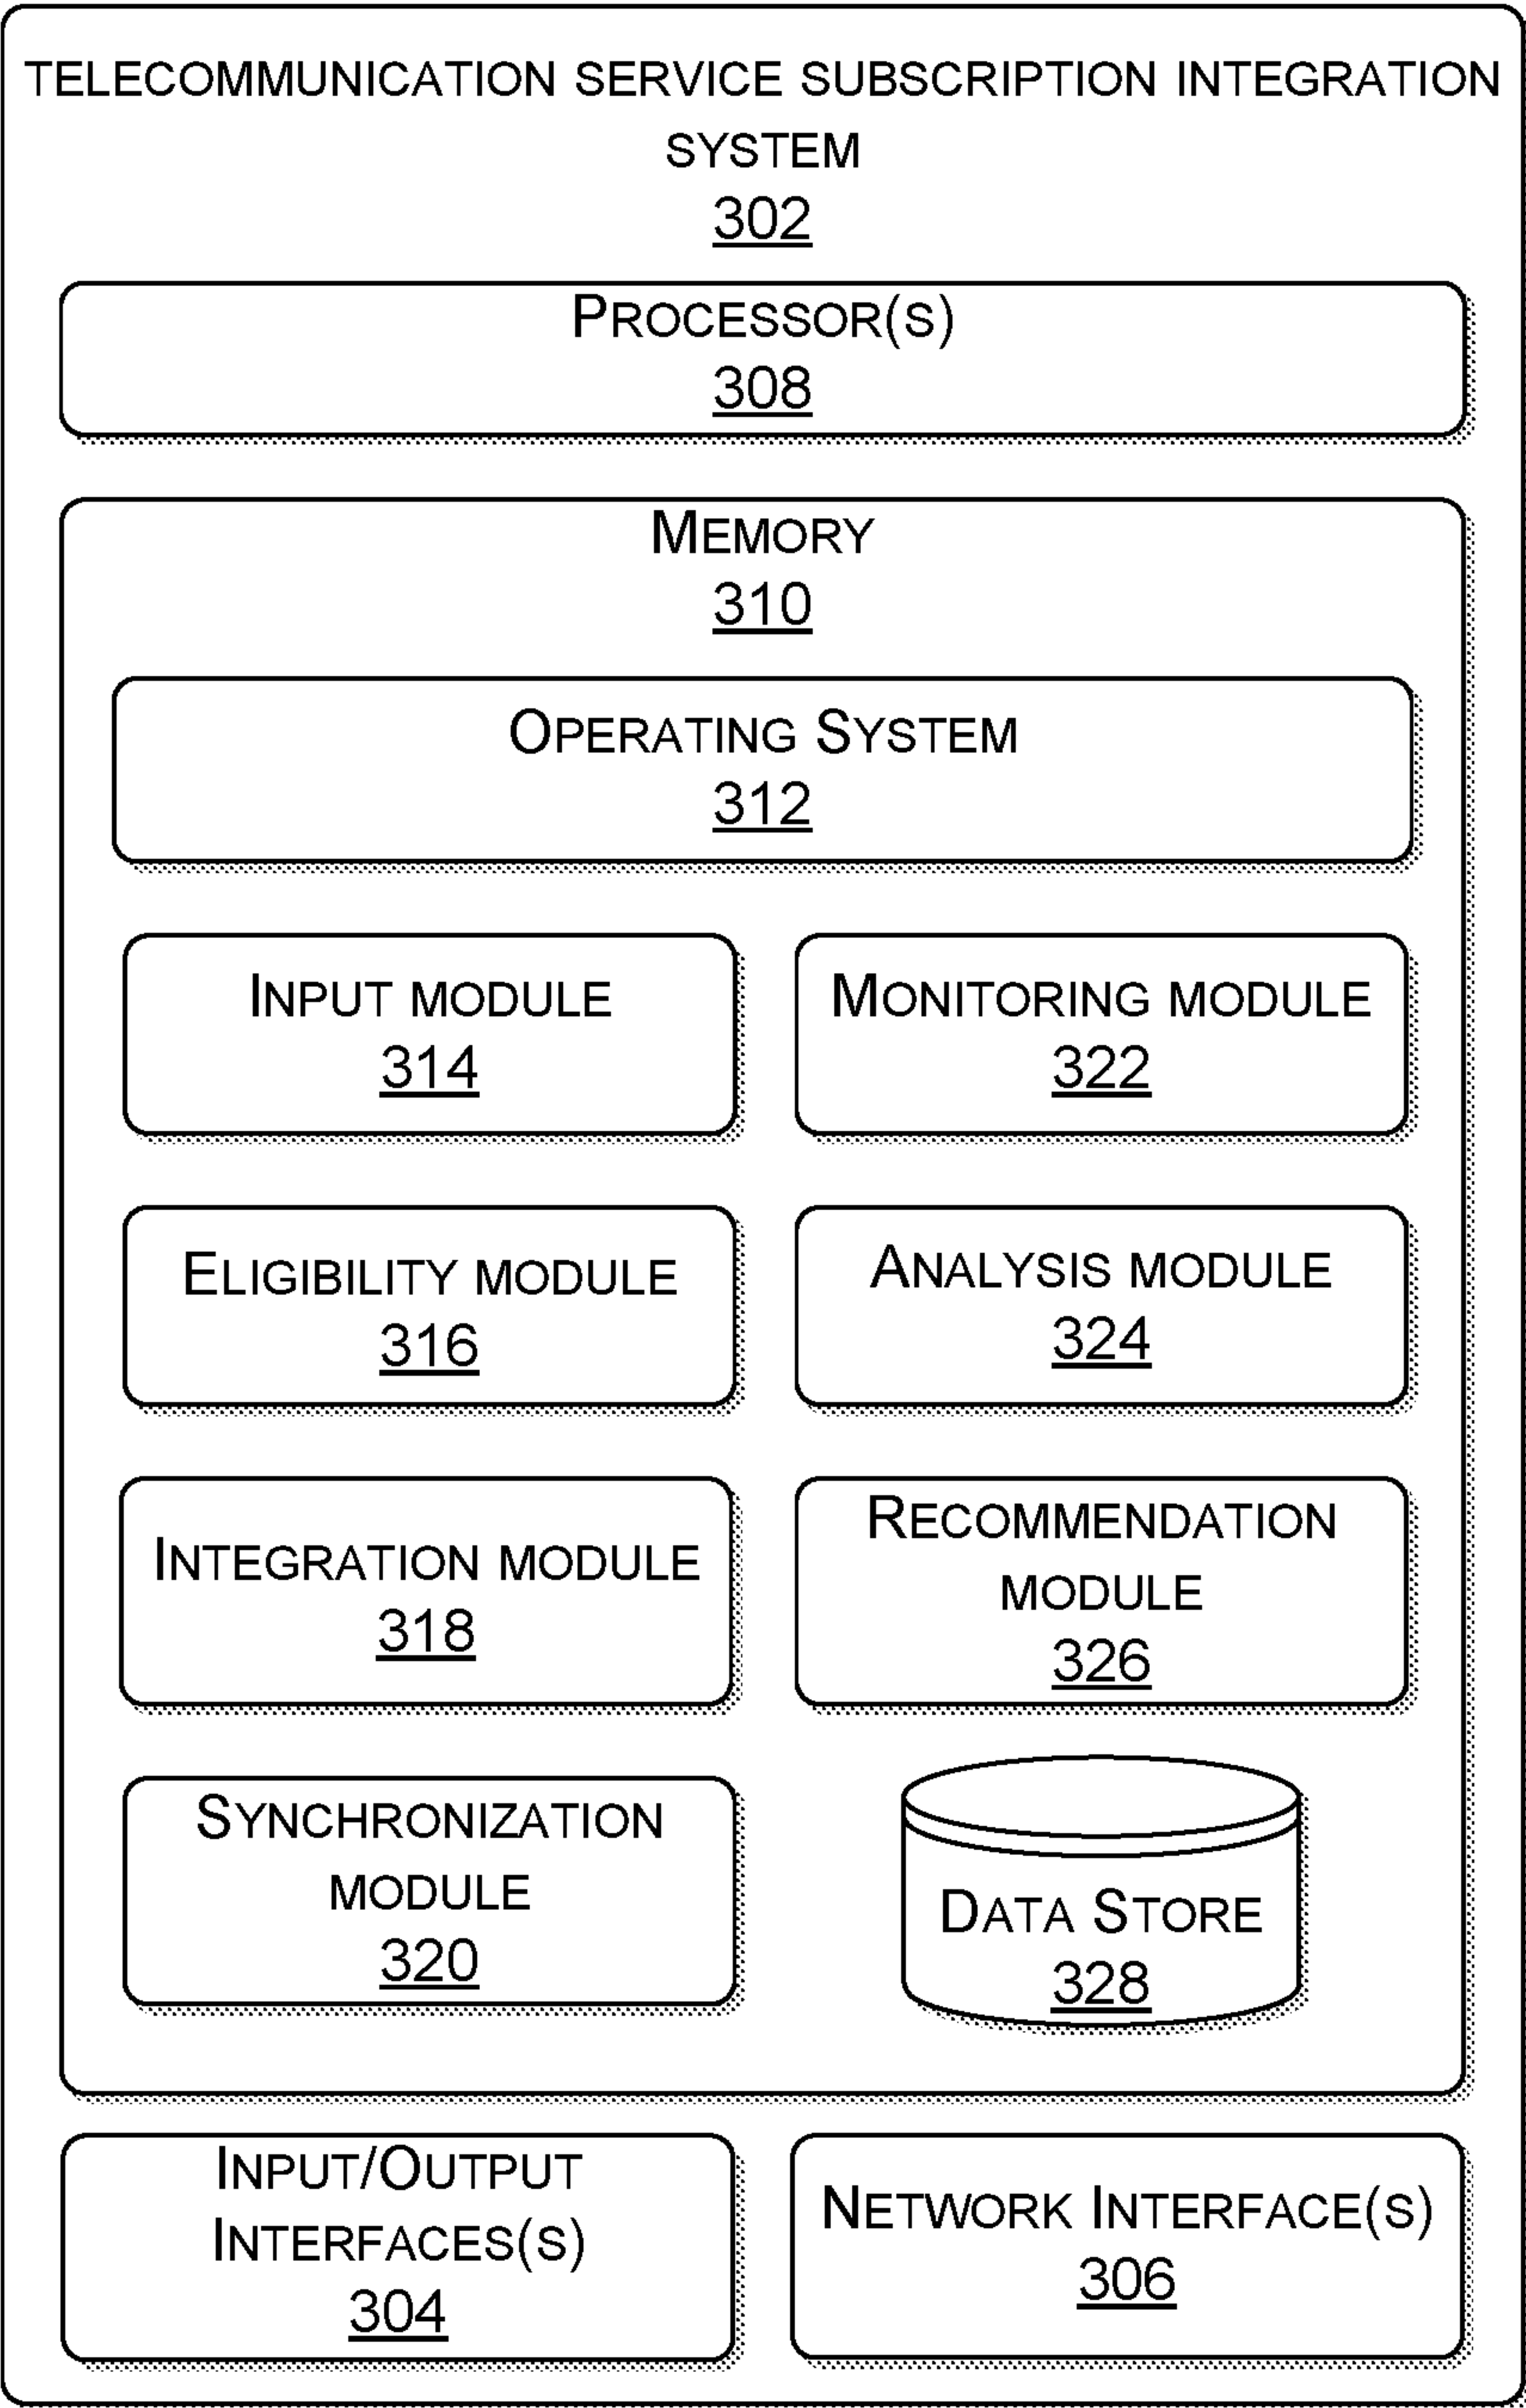 TELECOMMUNICATION SERVICE SUBSCRIPTION INTEGRATION
SYSTEM
302
PROCESSOR(S)
308
MEMORY
310
OPERATING SYSTEM
312
INPUT MODULE
314
MONITORING MODULE
322
ELIGIBILITY MODULE
316
ANALYSIS MODULE
324
INTEGRATION MODULE
318
RECOMMENDATION
MODULE
326
SYNCHRONIZATION
MODULE
320
DATA STORE
328
INPUT/OUTPUT
INTERFACES(S)
304
NETWORK INTERFACE(S)
306